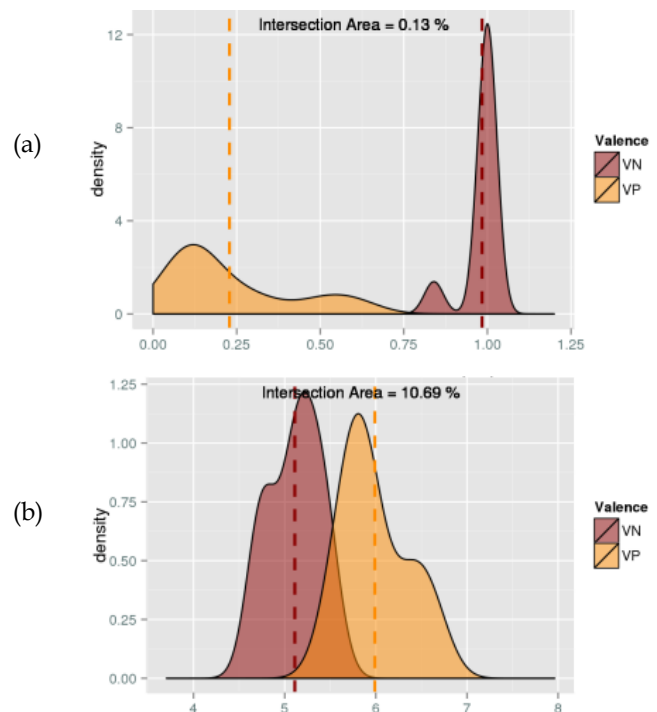 Intersection Area = 0.13 %
12
8
4
0
density
(a)
0.00 0.25 0.50 0.75 1.00 1.25
Valence
VN
VP
Intersection Area = 10.69 %
1.25
1.00
0.75
0.50
0.25
0.00
density
(b)
4 5 6 7 8
Valence
VN
VP